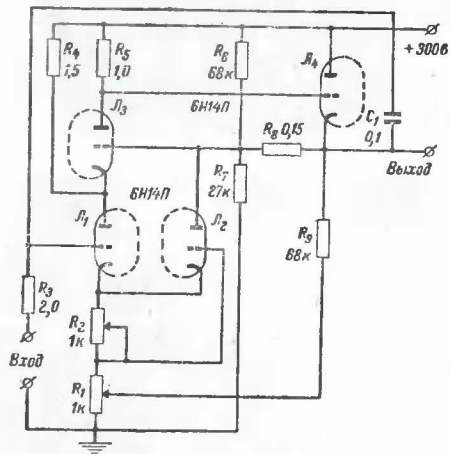 R4
1,5
R5
1,0
R6
68к
Л4
+300в
6Н14П
Л3
R8 0,15
C1
0,1
Выход
6Н14П
R7
27к
Л1
Л2
R9
68к
R3
2,0
Вход
R2
1к
R1
1к